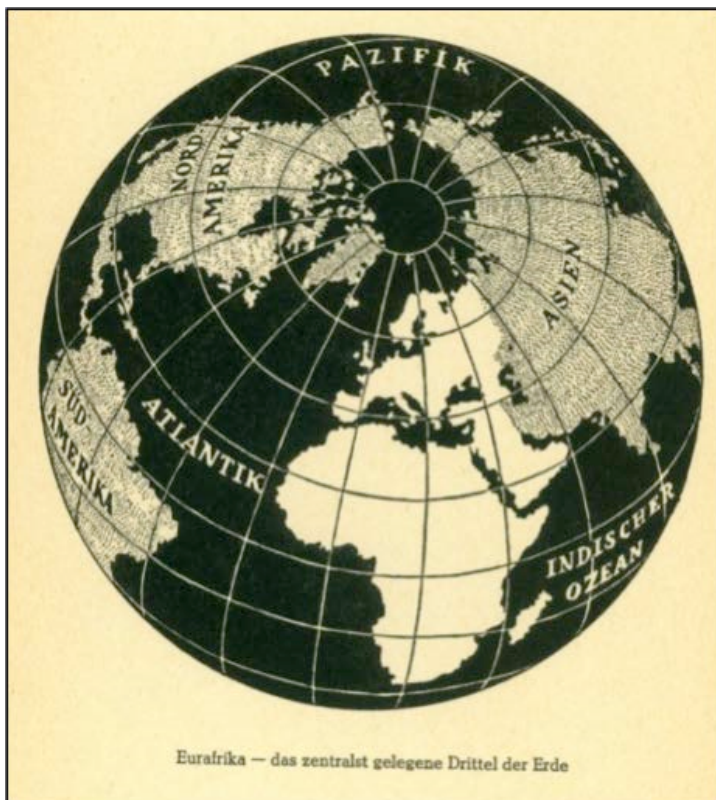 PAZIFIK
NORD-
AMERIKA
ASIEN
SÜD-
AMERIKA
ATLANTIK
INDISCHER
OZEAN
Eurafrika — das zentralst gelegene Drittel der Erde